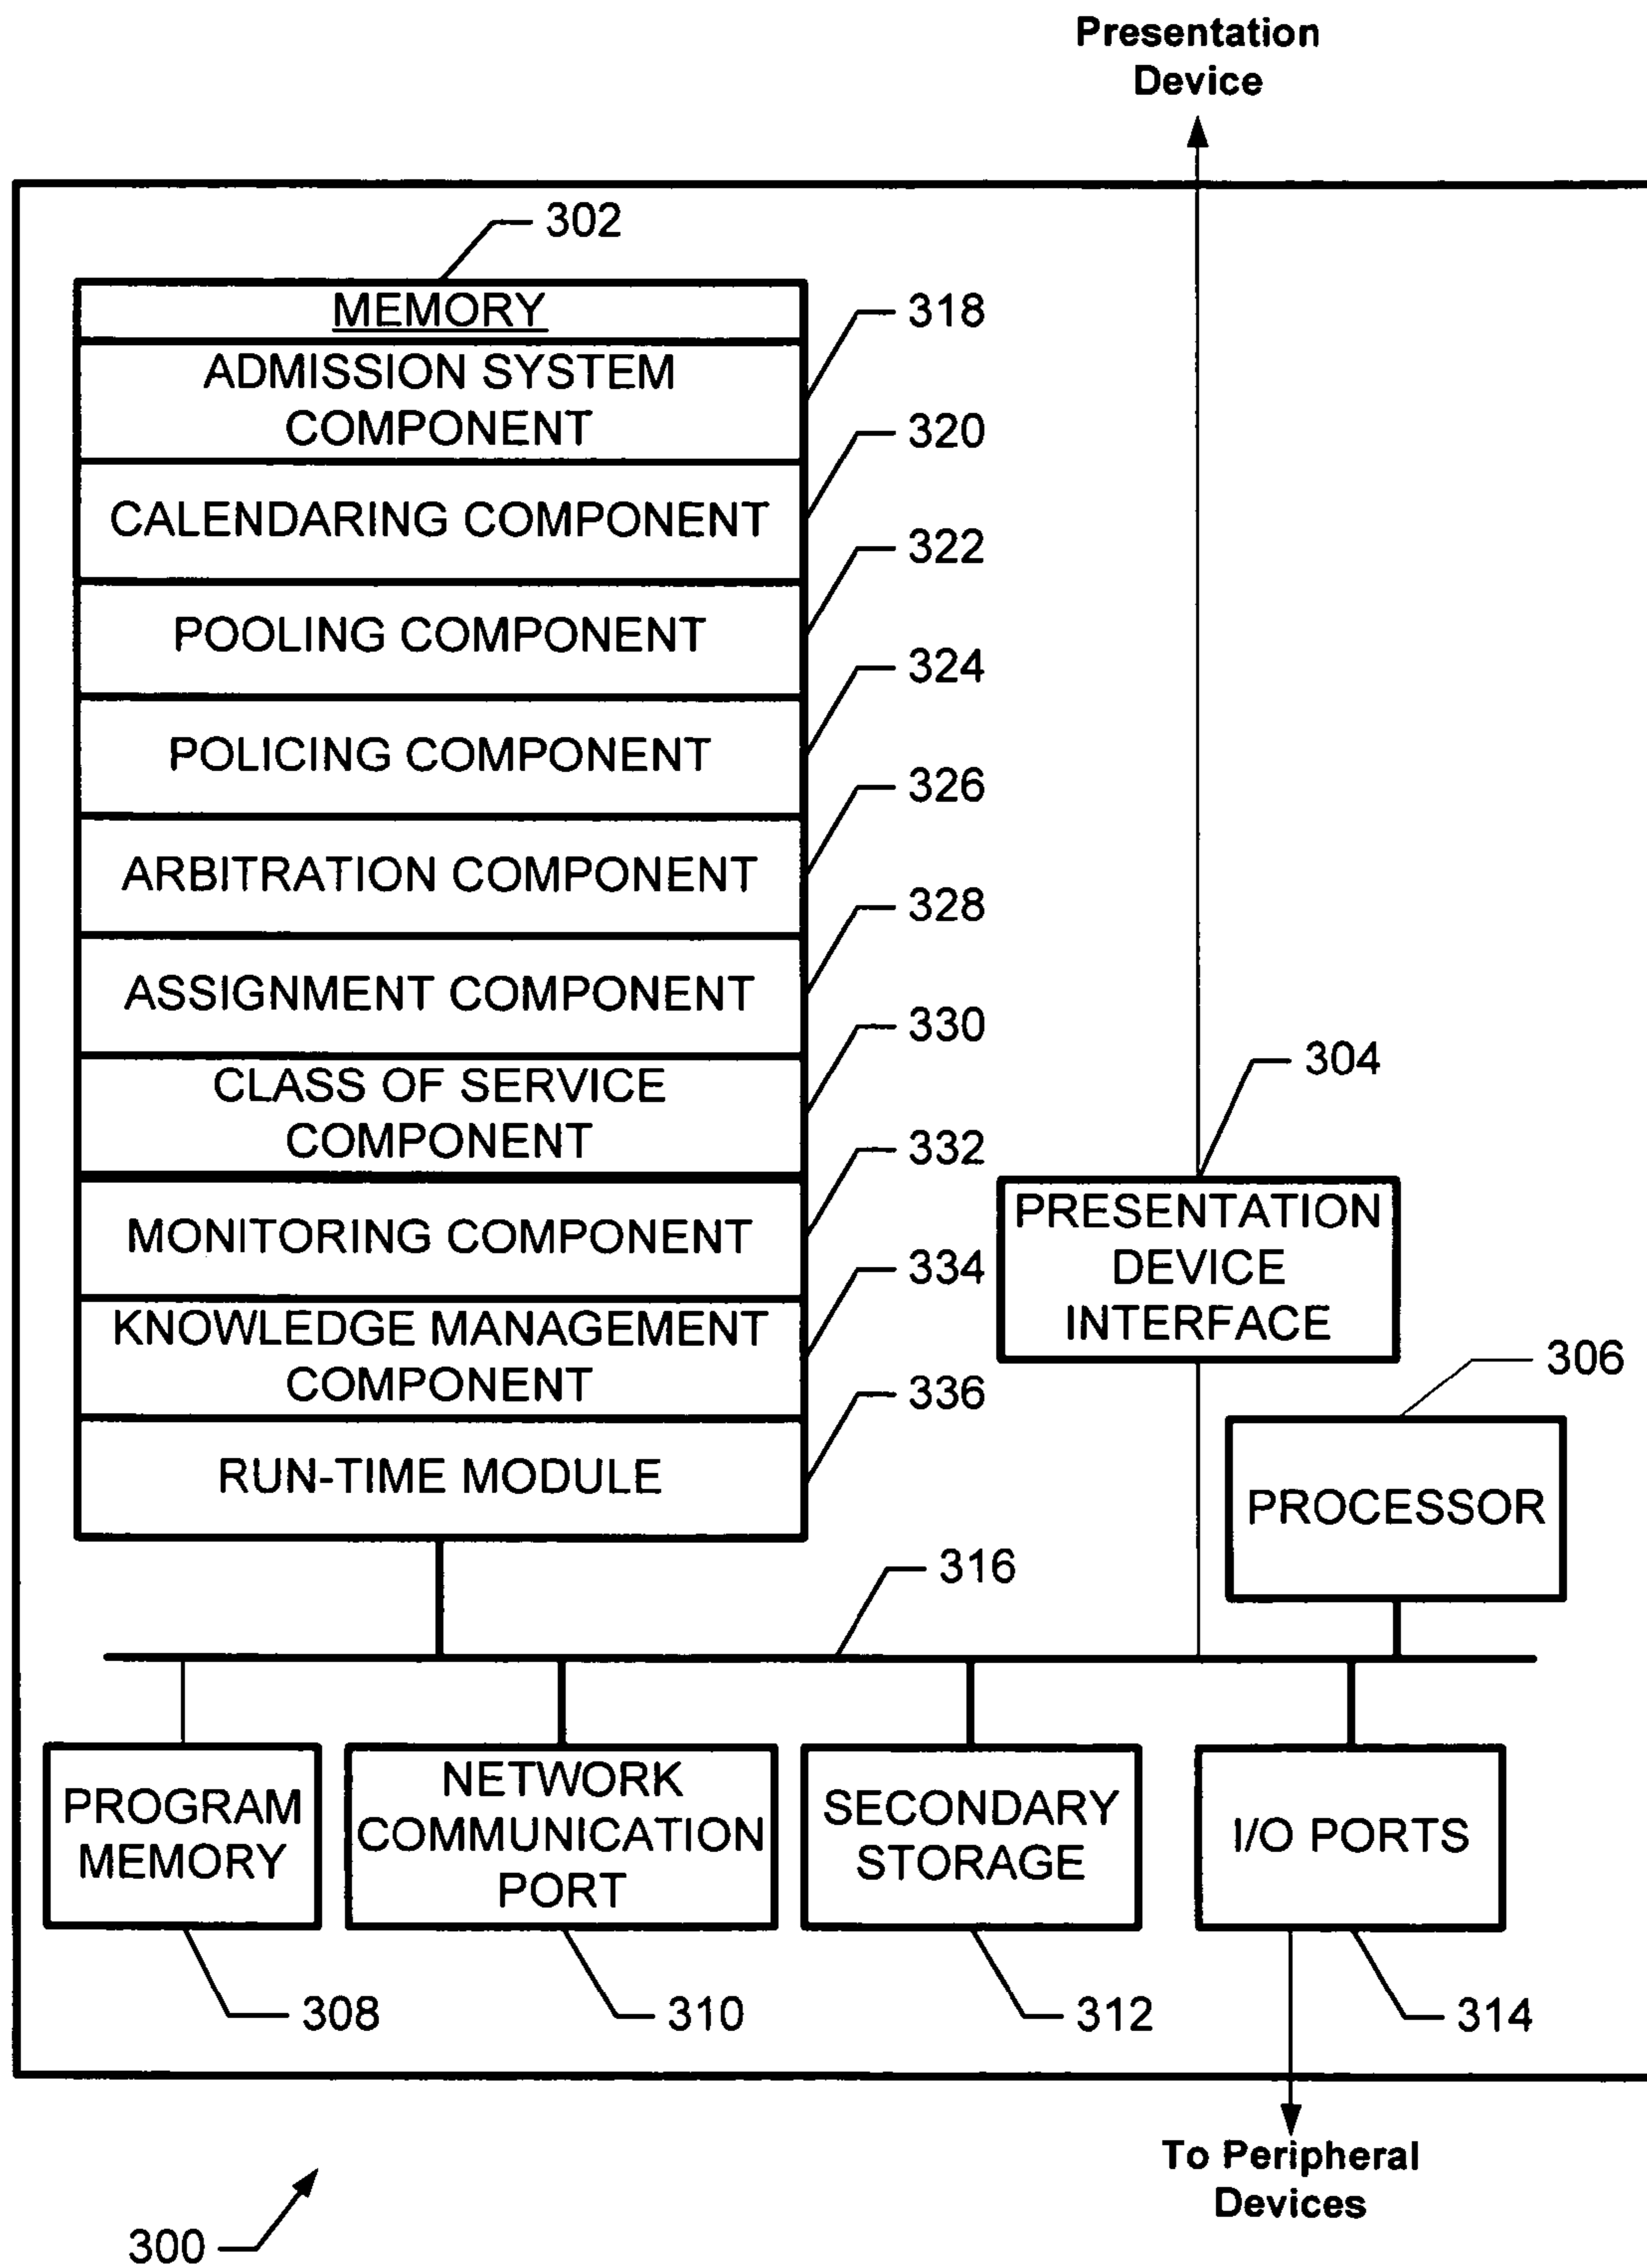 Presentation
Device
302
MEMORY
318
ADMISSION SYSTEM
COMPONENT
320
CALENDARING COMPONENT
322
POOLING COMPONENT
324
POLICING COMPONENT
326
ARBITRATION COMPONENT
328
ASSIGNMENT COMPONENT
330
CLASS OF SERVICE
COMPONENT
332
MONITORING COMPONENT
334
KNOWLEDGE MANAGEMENT
COMPONENT
336
RUN-TIME MODULE
304
PRESENTATION
DEVICE
INTERFACE
306
PROCESSOR
316
PROGRAM
MEMORY
NETWORK
COMMUNICATION
PORT
SECONDARY
STORAGE
I/O PORTS
308
310
312
314
To Peripheral
Devices
300